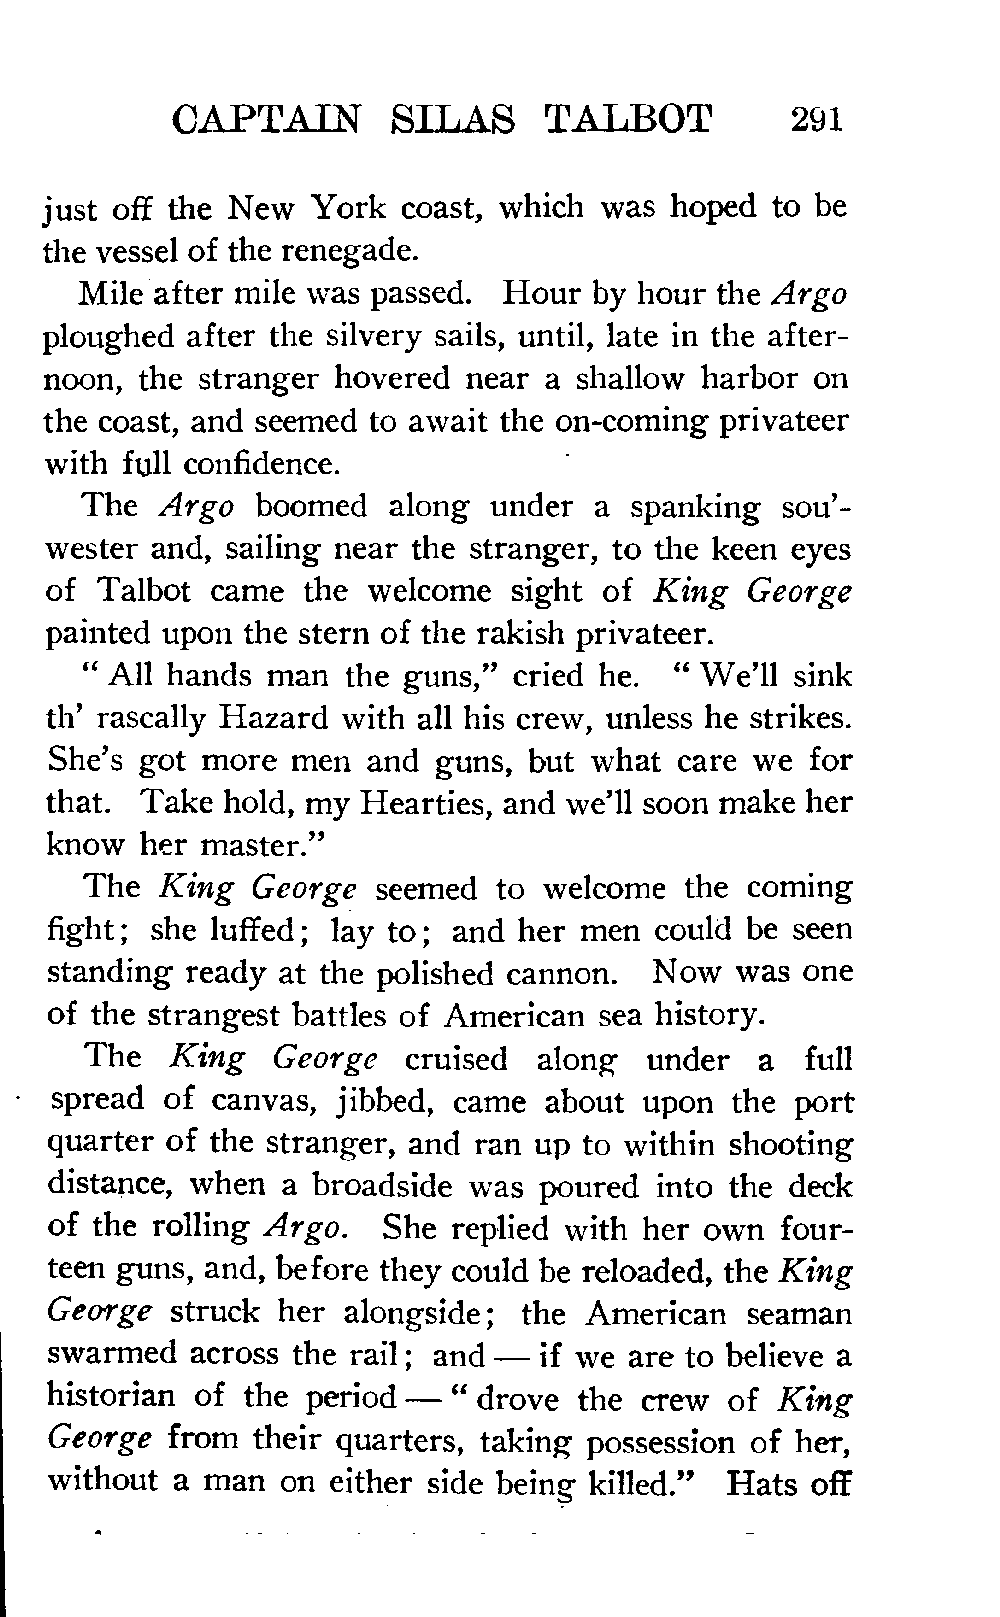 CAPTAIN SILAS TALBOT 291
just off the New York coast, which was hoped to be
the vessel of the renegade.
Mile after mile was passed. Hour by hour the Argo
ploughed after the silvery sails, until, late in the after-
noon, the stranger hovered near a shallow harbor on
the coast, and seemed to await the on-coming privateer
with full confidence.
The Argo boomed along under a spanking sou'-
wester and, sailing near the stranger, to the keen eyes
of Talbot came the welcome sight of King George
painted upon the stern of the rakish privateer.
“ All hands man the guns,” cried he. “ We'll sink
th' rascally Hazard with all his crew, unless he strikes.
She's got more men and guns, but what care we for
that. Take hold, my Hearties, and we'll soon make her
know her master.”
The King George seemed to welcome the coming
fight; she luffed; lay to; and her men could be seen
standing ready at the polished cannon. Now was one
of the strangest battles of American sea history.
The King George cruised along under a full
spread of canvas, jibbed, came about upon the port
quarter of the stranger, and ran up to within shooting
distance, when a broadside was poured into the deck
of the rolling Argo. She replied with her own four-
teen guns, and, before they could be reloaded, the King
George struck her alongside; the American seaman
swarmed across the rail; and — if we are to believe a
historian of the period — “ drove the crew of King
George from their quarters, taking possession of her,
without a man on either side being killed.” Hats off